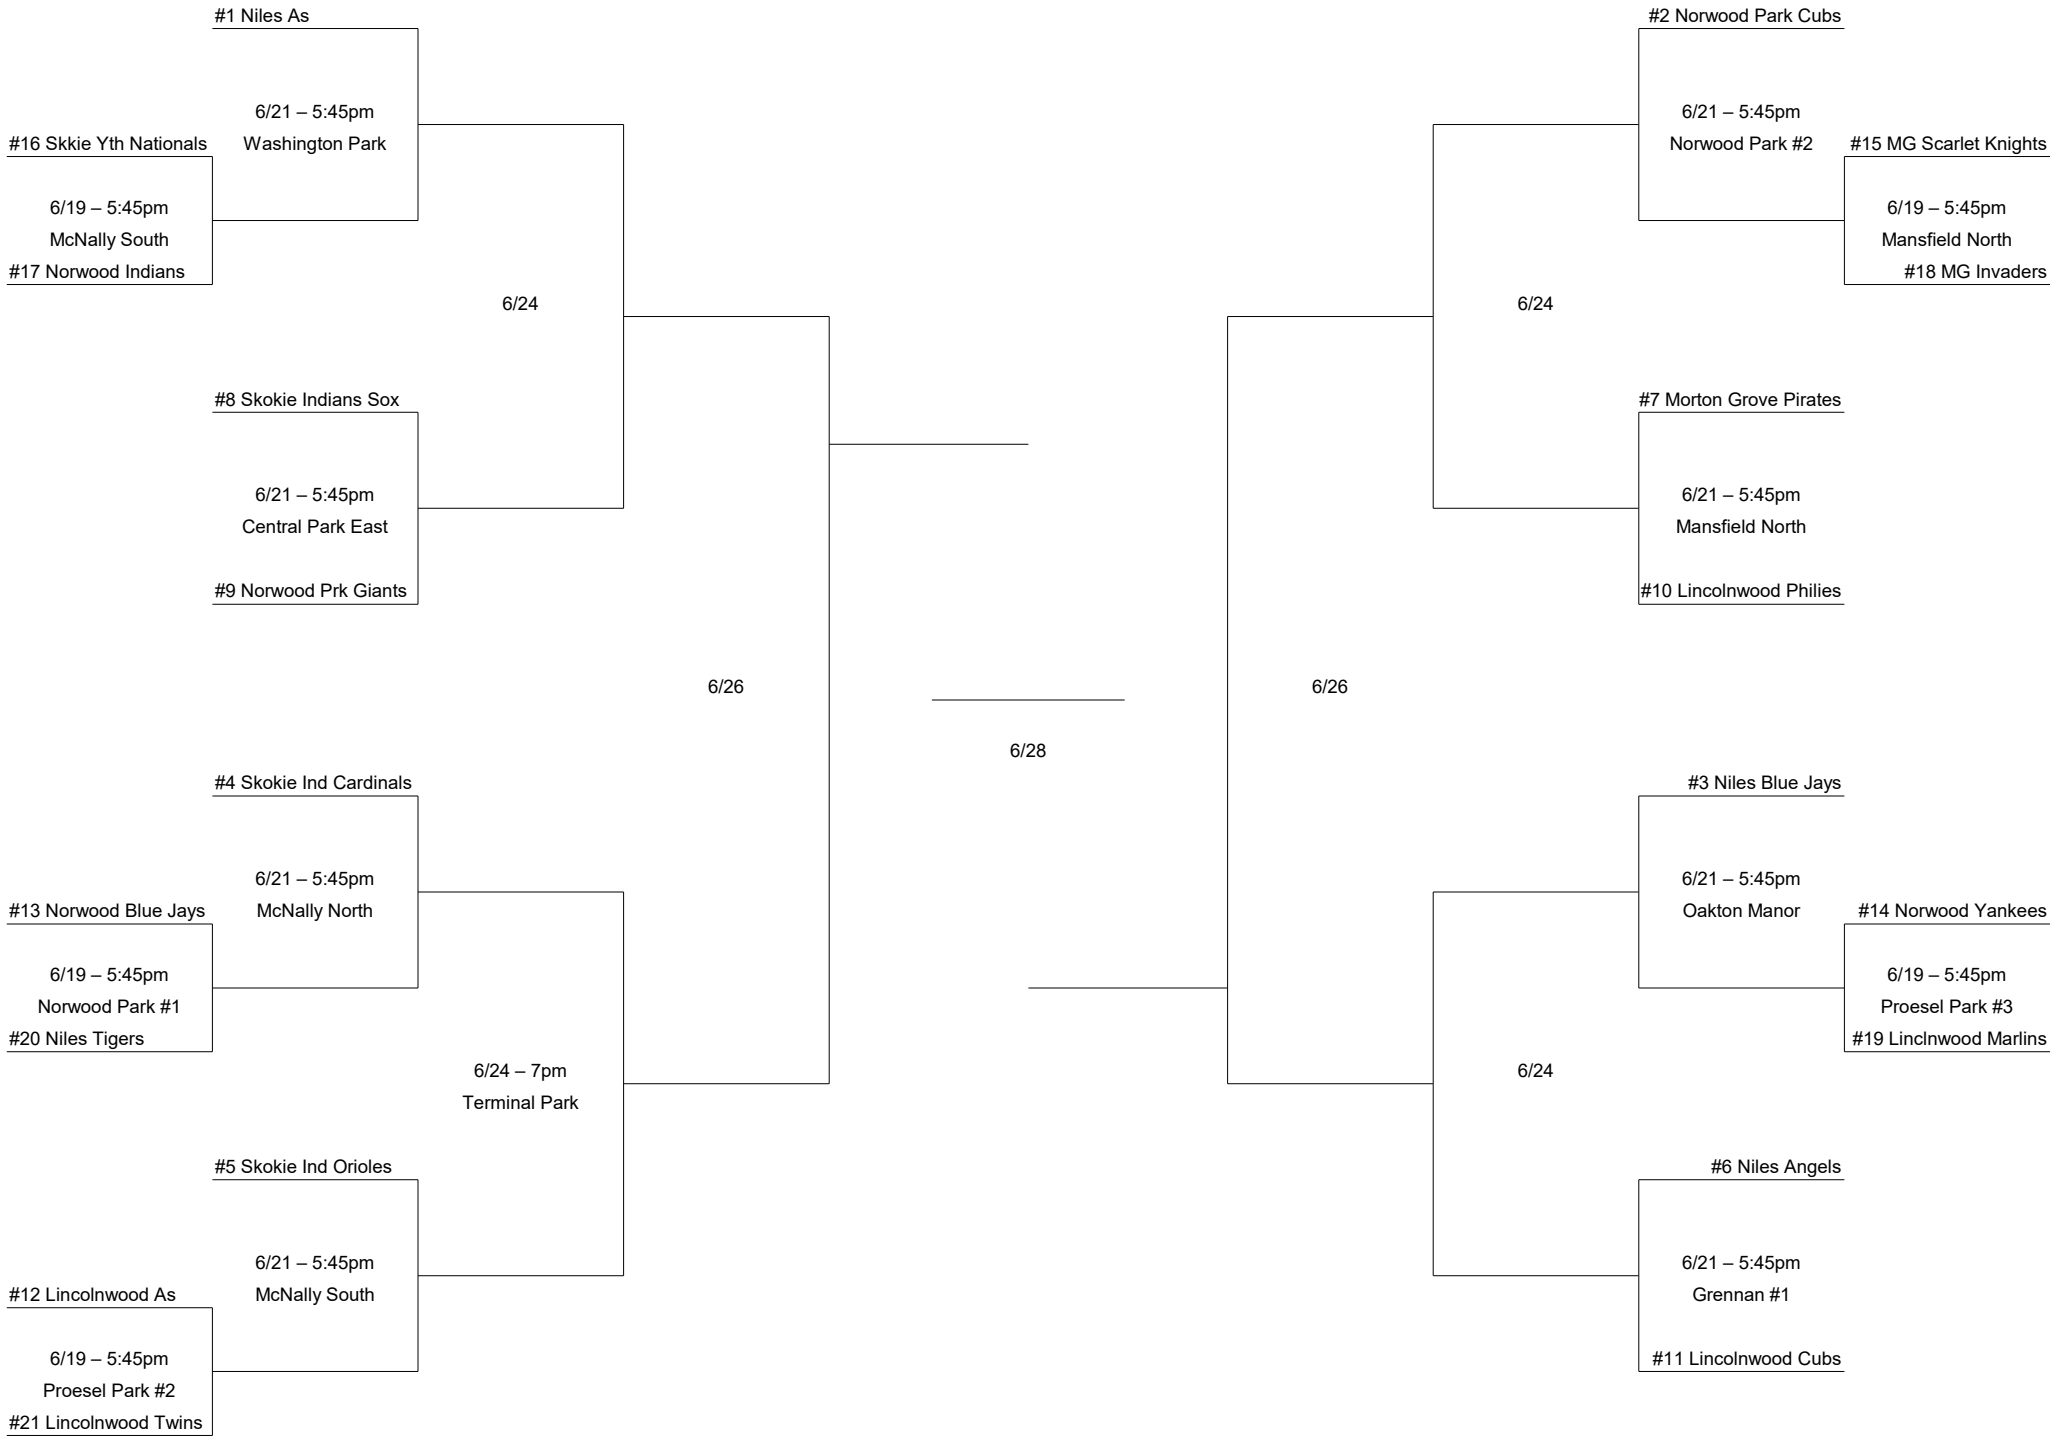 #1 Niles As
#2 Norwood Park Cubs
6/21 – 5:45pm
Washington Park
6/21 – 5:45pm
Norwood Park #2
#16 Skkie Yth Nationals
#15 MG Scarlet Knights
6/19 – 5:45pm
McNally South
6/19 – 5:45pm
Mansfield North
#17 Norwood Indians
#18 MG Invaders
6/24
6/24
#8 Skokie Indians Sox
#7 Morton Grove Pirates
6/21 – 5:45pm
Central Park East
6/21 – 5:45pm
Mansfield North
#9 Norwood Prk Giants
#10 Lincolnwood Philies
6/26
6/26
6/28
#4 Skokie Ind Cardinals
#3 Niles Blue Jays
6/21 – 5:45pm
McNally North
6/21 – 5:45pm
Oakton Manor
#13 Norwood Blue Jays
#14 Norwood Yankees
6/19 – 5:45pm
Norwood Park #1
6/19 – 5:45pm
Proesel Park #3
#20 Niles Tigers
#19 Linclnwood Marlins
6/24 – 7pm
Terminal Park
6/24
#5 Skokie Ind Orioles
#6 Niles Angels
6/21 – 5:45pm
McNally South
6/21 – 5:45pm
Grennan #1
#12 Lincolnwood As
6/19 – 5:45pm
Proesel Park #2
#11 Lincolnwood Cubs
#21 Lincolnwood Twins